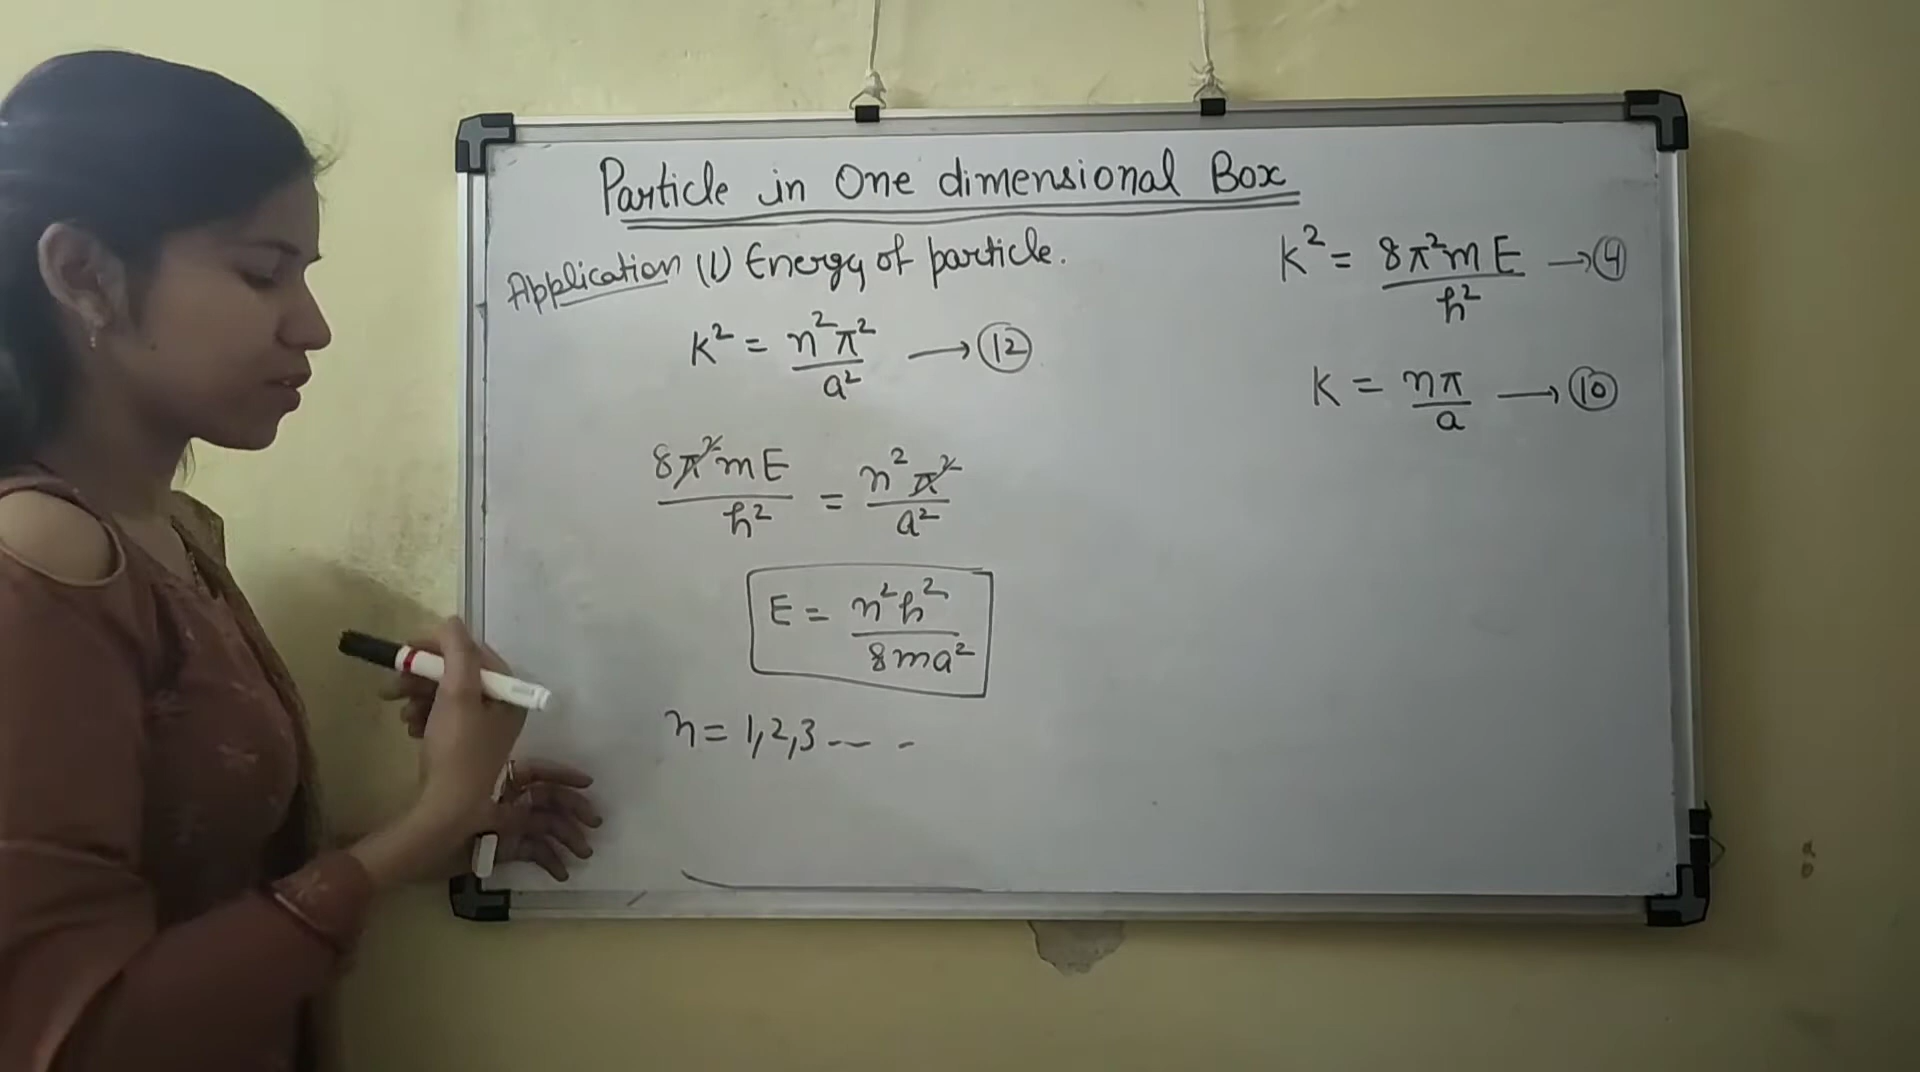 Particle in One dimensional Box
Application (1) Energy of particle.
k² = n²π²/a² → (12)
8π²mE/h² = n²π²/a²
E = n²h²/8ma²
n = 1,2,3 - - -
k² = 8π²mE/h² → (4)
k = nπ/a → (10)